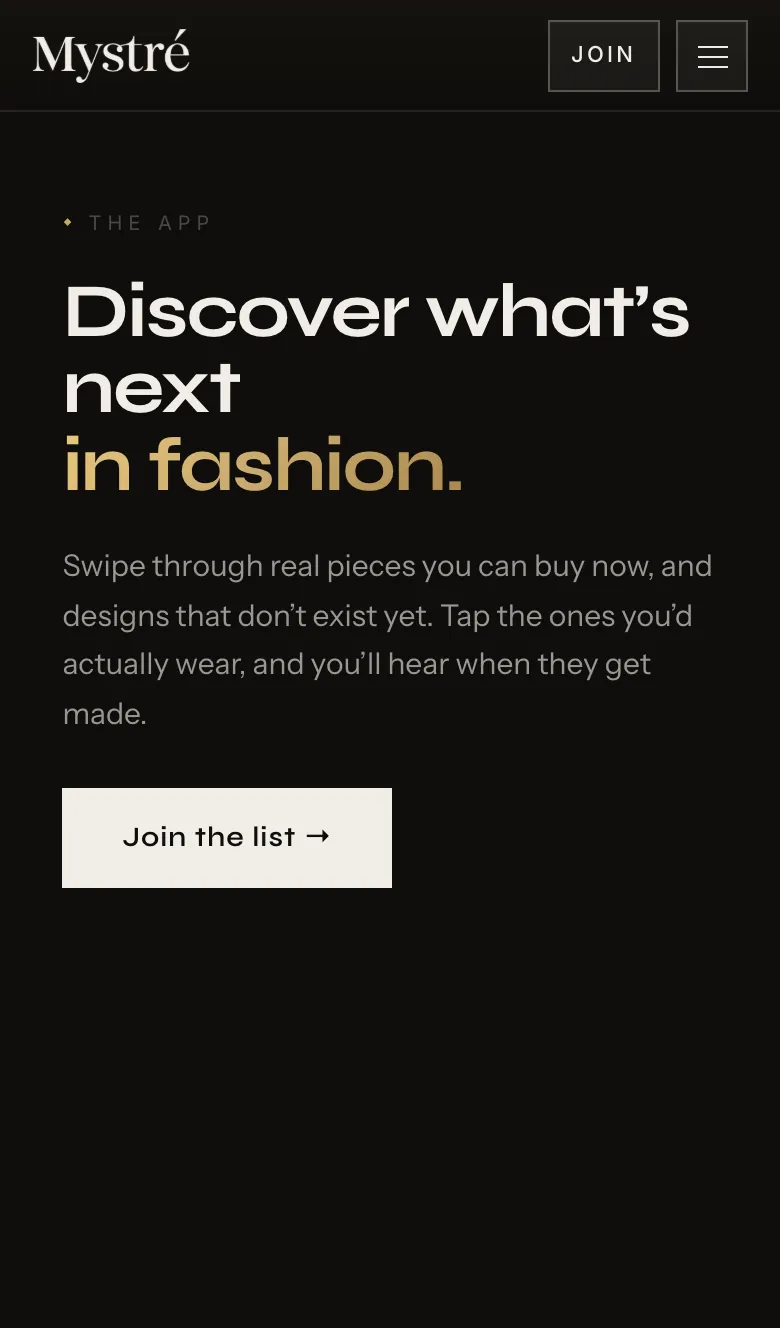 Mystré
JOIN
THE APP
Discover what’s
next
in fashion.
Swipe through real pieces you can buy now, and
designs that don’t exist yet. Tap the ones you’d
actually wear, and you’ll hear when they get
made.
Join the list →